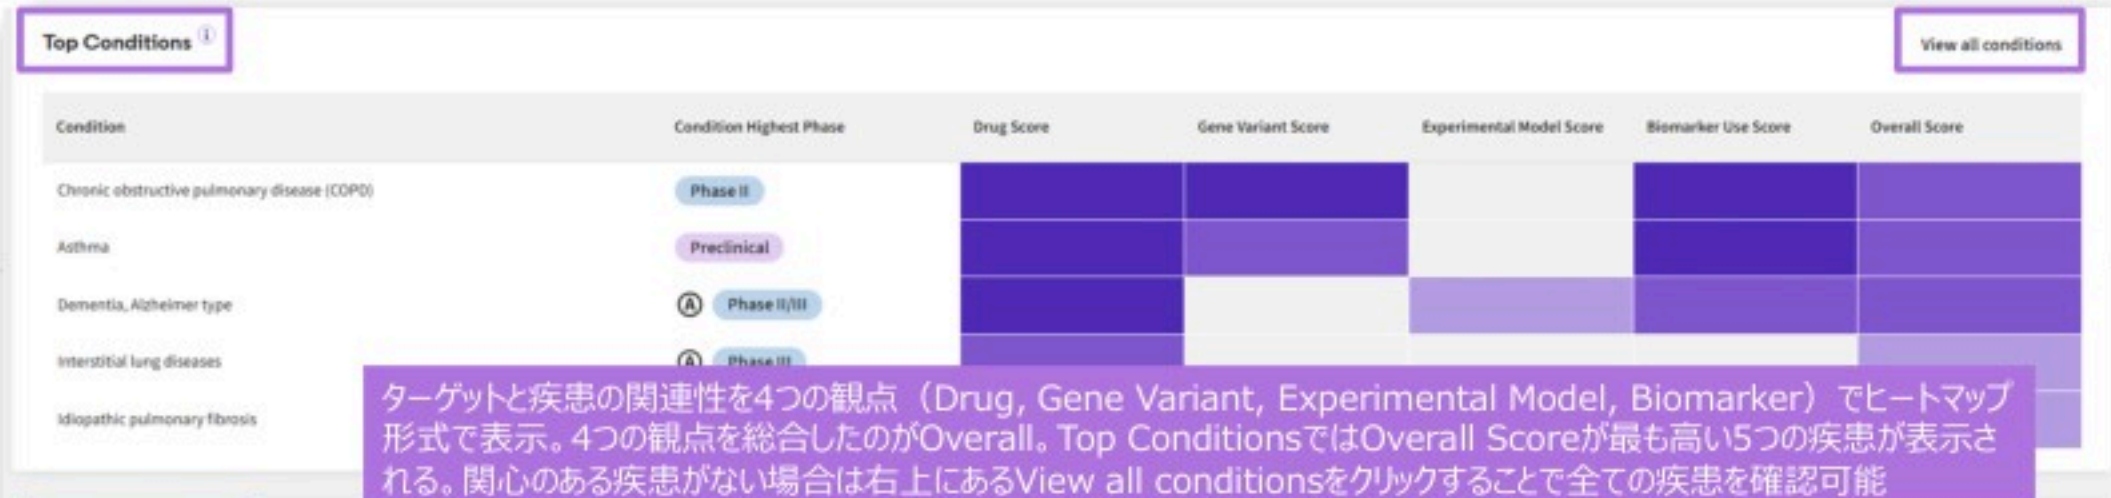 Top Conditions i
View all conditions
Condition Condition Highest Phase Drug Score Gene Variant Score Experimental Model Score Biomarker Use Score Overall Score
Chronic obstructive pulmonary disease (COPD) Phase II
Asthma Preclinical
Dementia, Alzheimer type A Phase II/III
Interstitial lung diseases A Phase III
Idiopathic pulmonary fibrosis
ターゲットと疾患の関連性を4つの観点（Drug, Gene Variant, Experimental Model, Biomarker）でヒートマップ
形式で表示。4つの観点を総合したのがOverall。Top ConditionsではOverall Scoreが最も高い5つの疾患が表示さ
れる。関心のある疾患がない場合は右上にあるView all conditionsをクリックすることで全ての疾患を確認可能